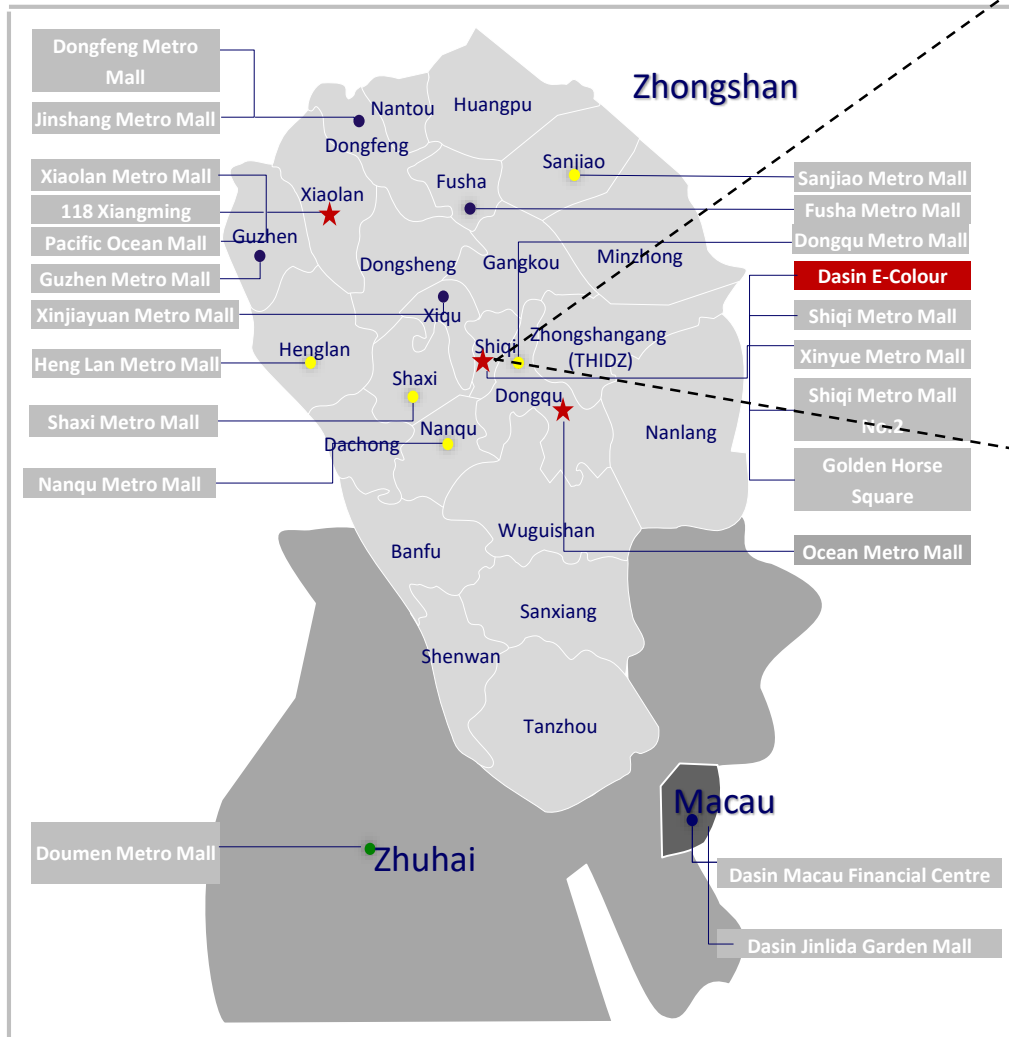 Zhongshan
Dongfeng Metro
Mall
Jinshang Metro Mall
Xiaolan Metro Mall
118 Xiangming
Pacific Ocean Mall
Guzhen Metro Mall
Xinjiayuan Metro Mall
Heng Lan Metro Mall
Shaxi Metro Mall
Nanqu Metro Mall
Doumen Metro Mall
Nantou
Huangpu
Dongfeng
Sanjiao
Fusha
Xiaolan
Guzhen
Dongsheng
Gangkou
Minzhong
Xiqu
Shiqi
Zhongshangang
(THIDZ)
Henglan
Shaxi
Dongqu
Nanqu
Dachong
Nanlang
Wuguishan
Banfu
Sanxiang
Shenwan
Tanzhou
Macau
Zhuhai
Sanjiao Metro Mall
Fusha Metro Mall
Dongqu Metro Mall
Dasin E-Colour
Shiqi Metro Mall
Xinyue Metro Mall
Shiqi Metro Mall
No.2
Golden Horse
Square
Ocean Metro Mall
Dasin Macau Financial Centre
Dasin Jinlida Garden Mall